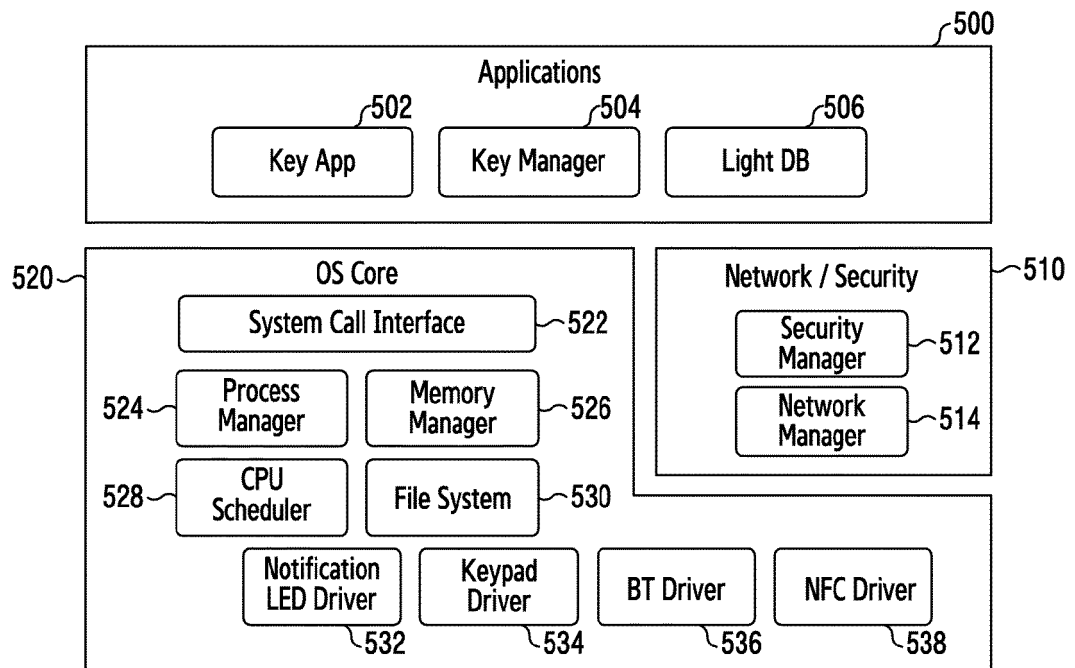 500
Applications
502
504
506
Key App
Key Manager
Light DB
520
OS Core
Network / Security
510
System Call Interface
522
Security
Manager
512
524
Process
Manager
Memory
Manager
526
Network
Manager
514
528
CPU
Scheduler
File System
530
Notification
LED Driver
Keypad
Driver
BT Driver
NFC Driver
532
534
536
538